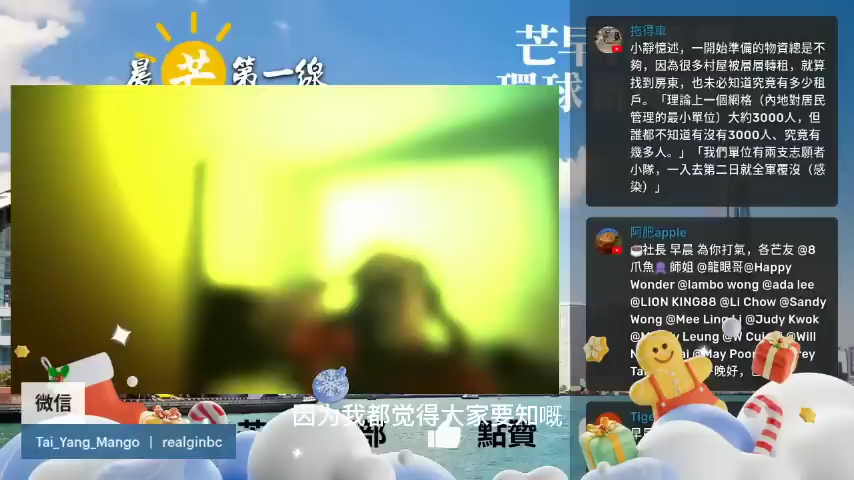 晨芒第一線
芒早
環球
拖得車
小靜憶述，一開始準備的物資總是不
夠，因為很多村屋被層層轉租，就算
找到房東，也未必知道究竟有多少租
戶。「理論上一個網格（內地對居民
管理的最小單位）大約3000人，但
誰都不知道有沒有3000人、究竟有
幾多人。」「我們單位有兩支志願者
小隊，一入去第二日就全軍覆沒（感
染）」
阿肥apple
社長 早晨 為你打氣，各芒友 @8
爪魚 師姐 @龍眼哥@Happy
Wonder @lambo wong @ada lee
@LION KING88 @Li Chow @Sandy
Wong @Mee Ling Li @Judy Kwok
Leung @W Cui @Will
@May Poon
晚好，
Tige
微信
因为我都觉得大家要知嘅
部 點贊
Tai_Yang_Mango | realginbc